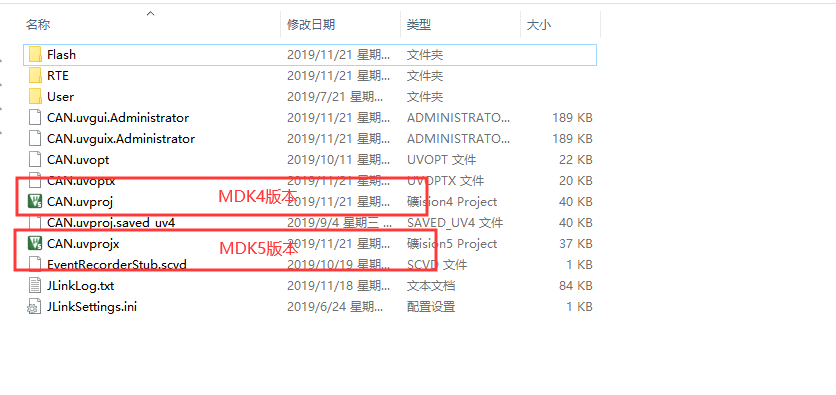 名称 修改日期 类型 大小
Flash 2019/11/21 星期... 文件夹
RTE 2019/11/21 星期... 文件夹
User 2019/7/21 星期... 文件夹
CAN.uvgui.Administrator 2019/11/21 星期... ADMINISTRATO... 189 KB
CAN.uvguix.Administrator 2019/11/21 星期... ADMINISTRATO... 189 KB
CAN.uvopt 2019/10/11 星期... UVOPT 文件 22 KB
CAN.uvoptx 2019/11/21 星期... UVOPTX 文件 20 KB
CAN.uvproj MDK4版本 2019/11/21 星期... 礦ision4 Project 40 KB
CAN.uvproj.saved_uv4 2019/9/4 星期三 ... SAVED_UV4 文件 40 KB
CAN.uvprojx MDK5版本 2019/11/21 星期... 礦ision5 Project 37 KB
EventRecorderStub.scvd 2019/10/19 星期... SCVD 文件 1 KB
JLinkLog.txt 2019/11/18 星期... 文本文档 84 KB
JLinkSettings.ini 2019/6/24 星期... 配置设置 1 KB